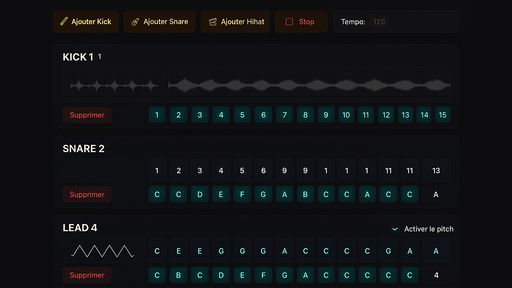 Ajouter Kick Ajouter Snare Ajouter Hihat Stop Tempo: 120
KICK 1 1
Supprimer 1 2 3 4 5 6 7 8 9 10 11 12 13 14 15
SNARE 2
1 2 3 4 5 6 9 9 1 1 1 11 11 13
Supprimer C C D E F G A B C C A C C A
LEAD 4 Activer le pitch
C E E G G G A C C C C G A A
Supprimer C B C D E F G A C C C C C 4